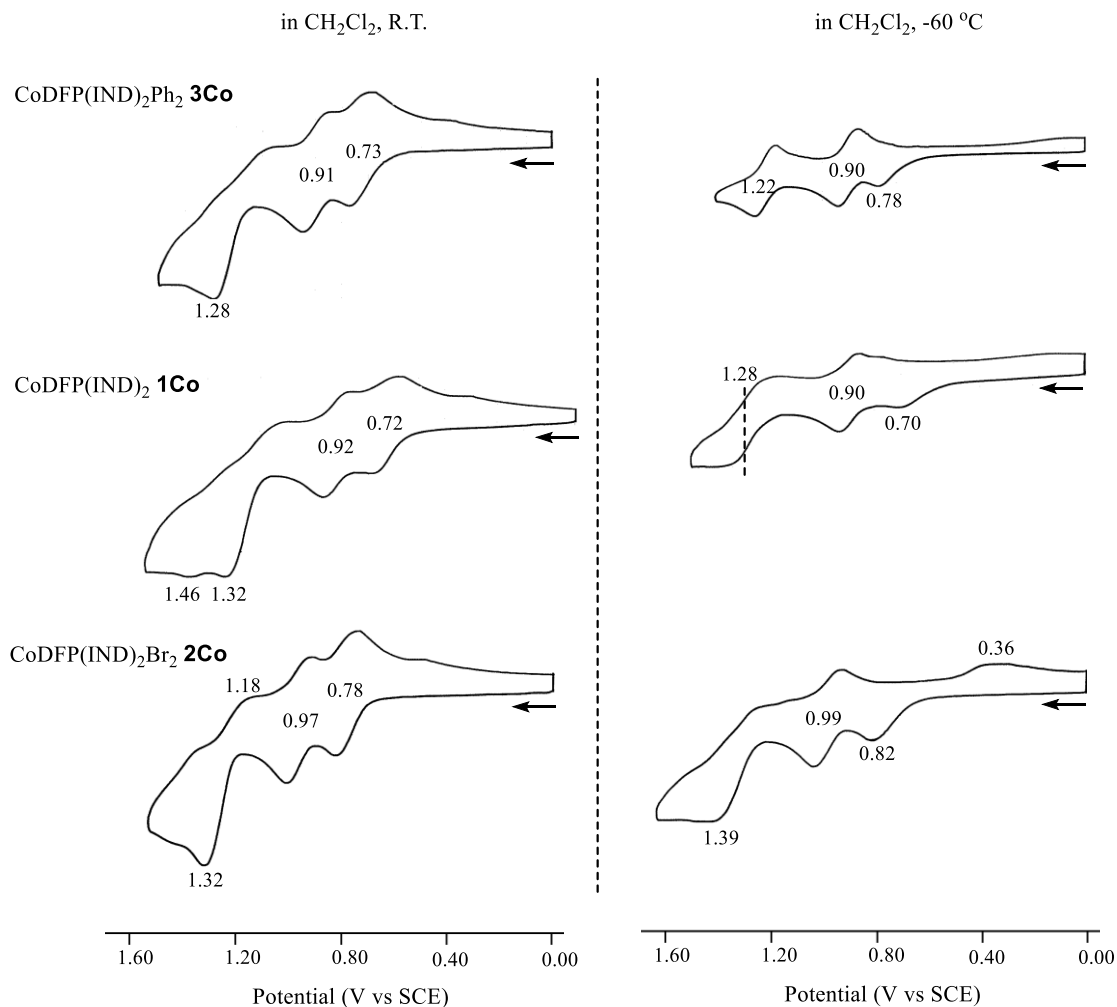 in CH₂Cl₂, R.T.
in CH₂Cl₂, -60 °C
CoDFP(IND)₂Ph₂ 3Co
0.73
0.91
1.28
0.90
1.22
0.78
CoDFP(IND)₂ 1Co
0.72
0.92
1.46 1.32
1.28
0.90
0.70
CoDFP(IND)₂Br₂ 2Co
1.18
0.78
0.97
1.32
0.36
0.99
0.82
1.39
1.60 1.20 0.80 0.40 0.00
Potential (V vs SCE)
1.60 1.20 0.80 0.40 0.00
Potential (V vs SCE)